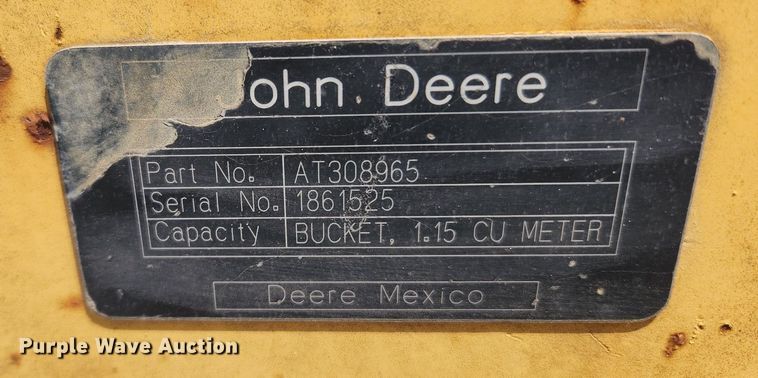 ohn Deere
Part No. AT308965
Serial No. 1861525
Capacity BUCKET, 1.15 CU METER
Deere Mexico
Purple Wave Auction